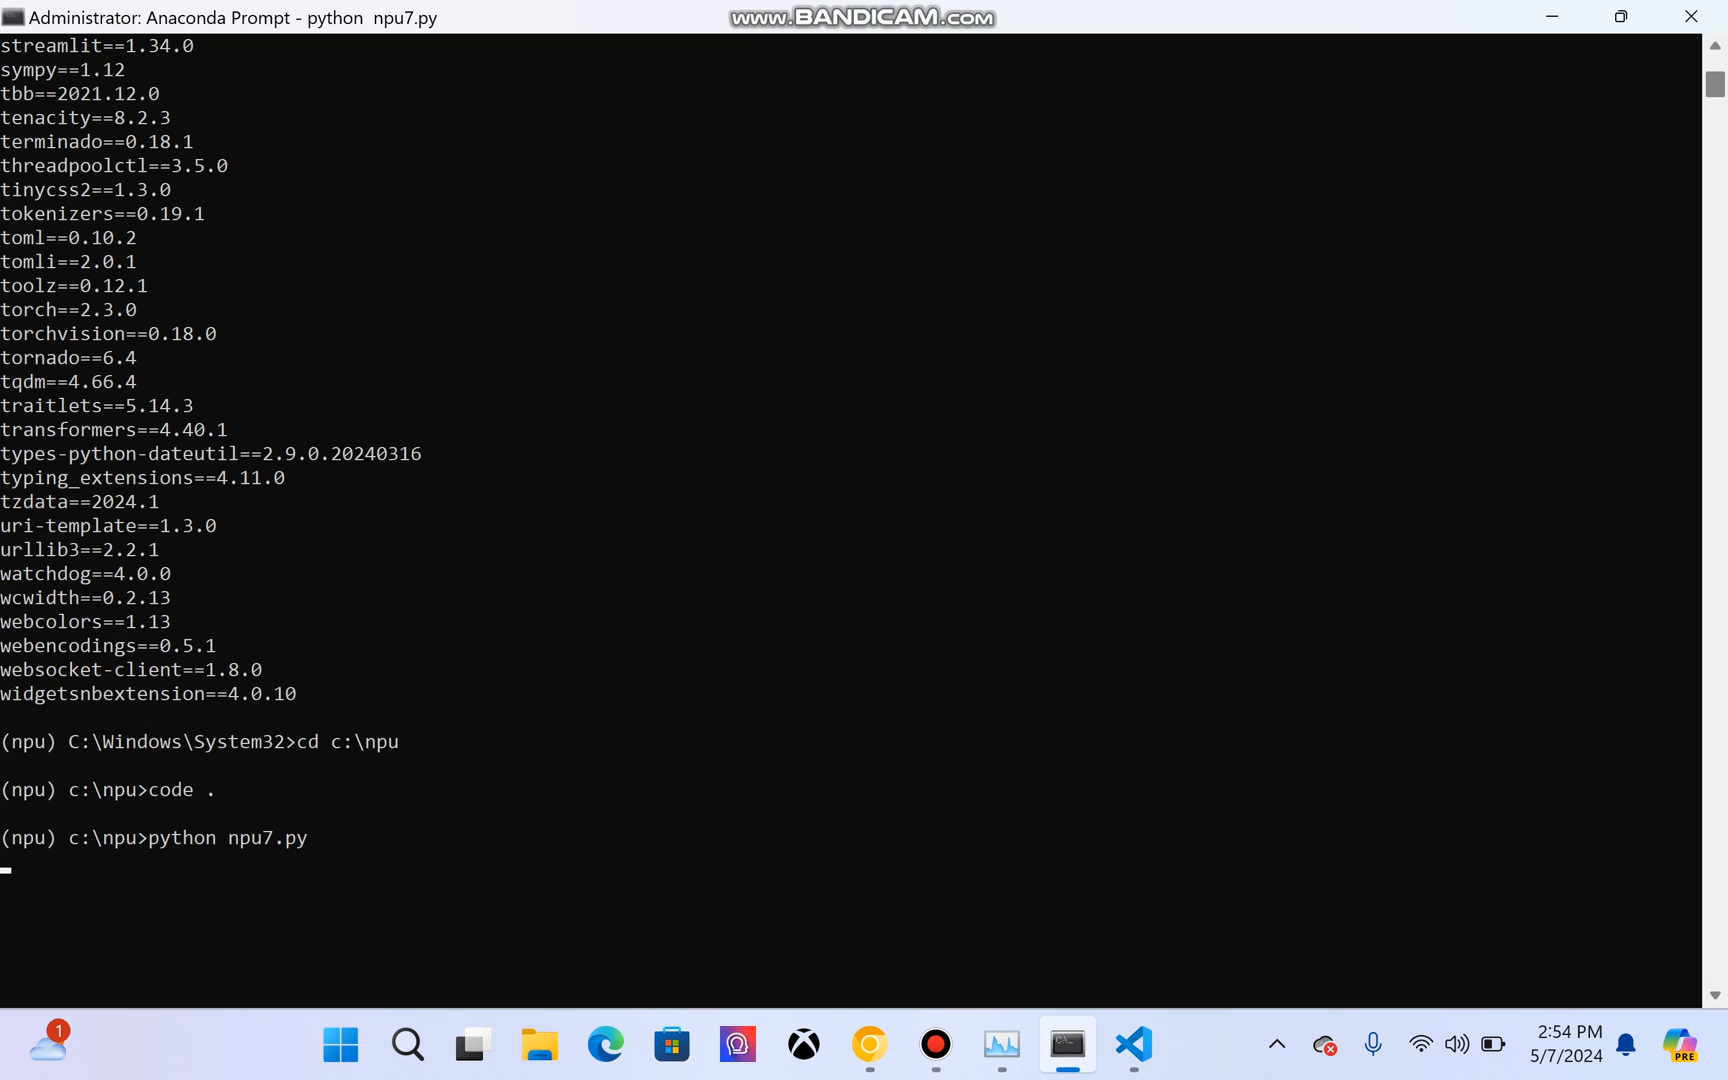 Administrator: Anaconda Prompt - python  npu7.py
www.BANDICAM.com
streamlit==1.34.0
sympy==1.12
tbb==2021.12.0
tenacity==8.2.3
terminado==0.18.1
threadpoolctl==3.5.0
tinycss2==1.3.0
tokenizers==0.19.1
toml==0.10.2
tomli==2.0.1
toolz==0.12.1
torch==2.3.0
torchvision==0.18.0
tornado==6.4
tqdm==4.66.4
traitlets==5.14.3
transformers==4.40.1
types-python-dateutil==2.9.0.20240316
typing_extensions==4.11.0
tzdata==2024.1
uri-template==1.3.0
urllib3==2.2.1
watchdog==4.0.0
wcwidth==0.2.13
webcolors==1.13
webencodings==0.5.1
websocket-client==1.8.0
widgetsnbextension==4.0.10
(npu) C:\Windows\System32>cd c:\npu
(npu) c:\npu>code .
(npu) c:\npu>python npu7.py
1
2:54 PM
5/7/2024
PRE